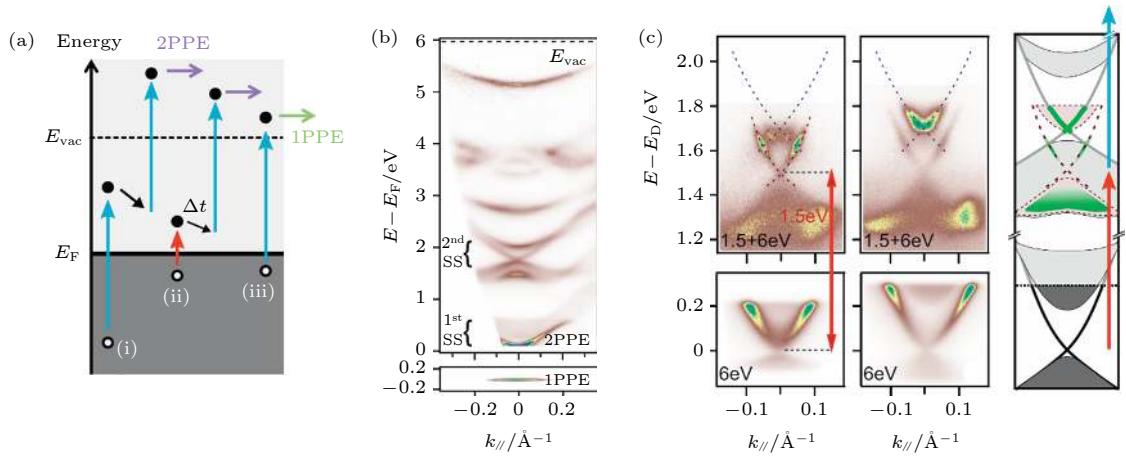 (a)
Energy
2PPE
1PPE
E_vac
Δt
E_F
(ii)
(iii)
(i)
(b)
6
5
4
3
2
1
0
0.2
−0.2
E−E_F/eV
E_vac
2nd
SS
1st
SS
2PPE
1PPE
−0.2 0 0.2
k_//​/Å−1
(c)
2.0
1.8
1.6
1.4
1.2
0.2
0
E−E_D/eV
1.5eV
1.5+6eV
1.5+6eV
6eV
6eV
−0.1 0 0.1
−0.1 0 0.1
k_///Å−1
k_///Å−1